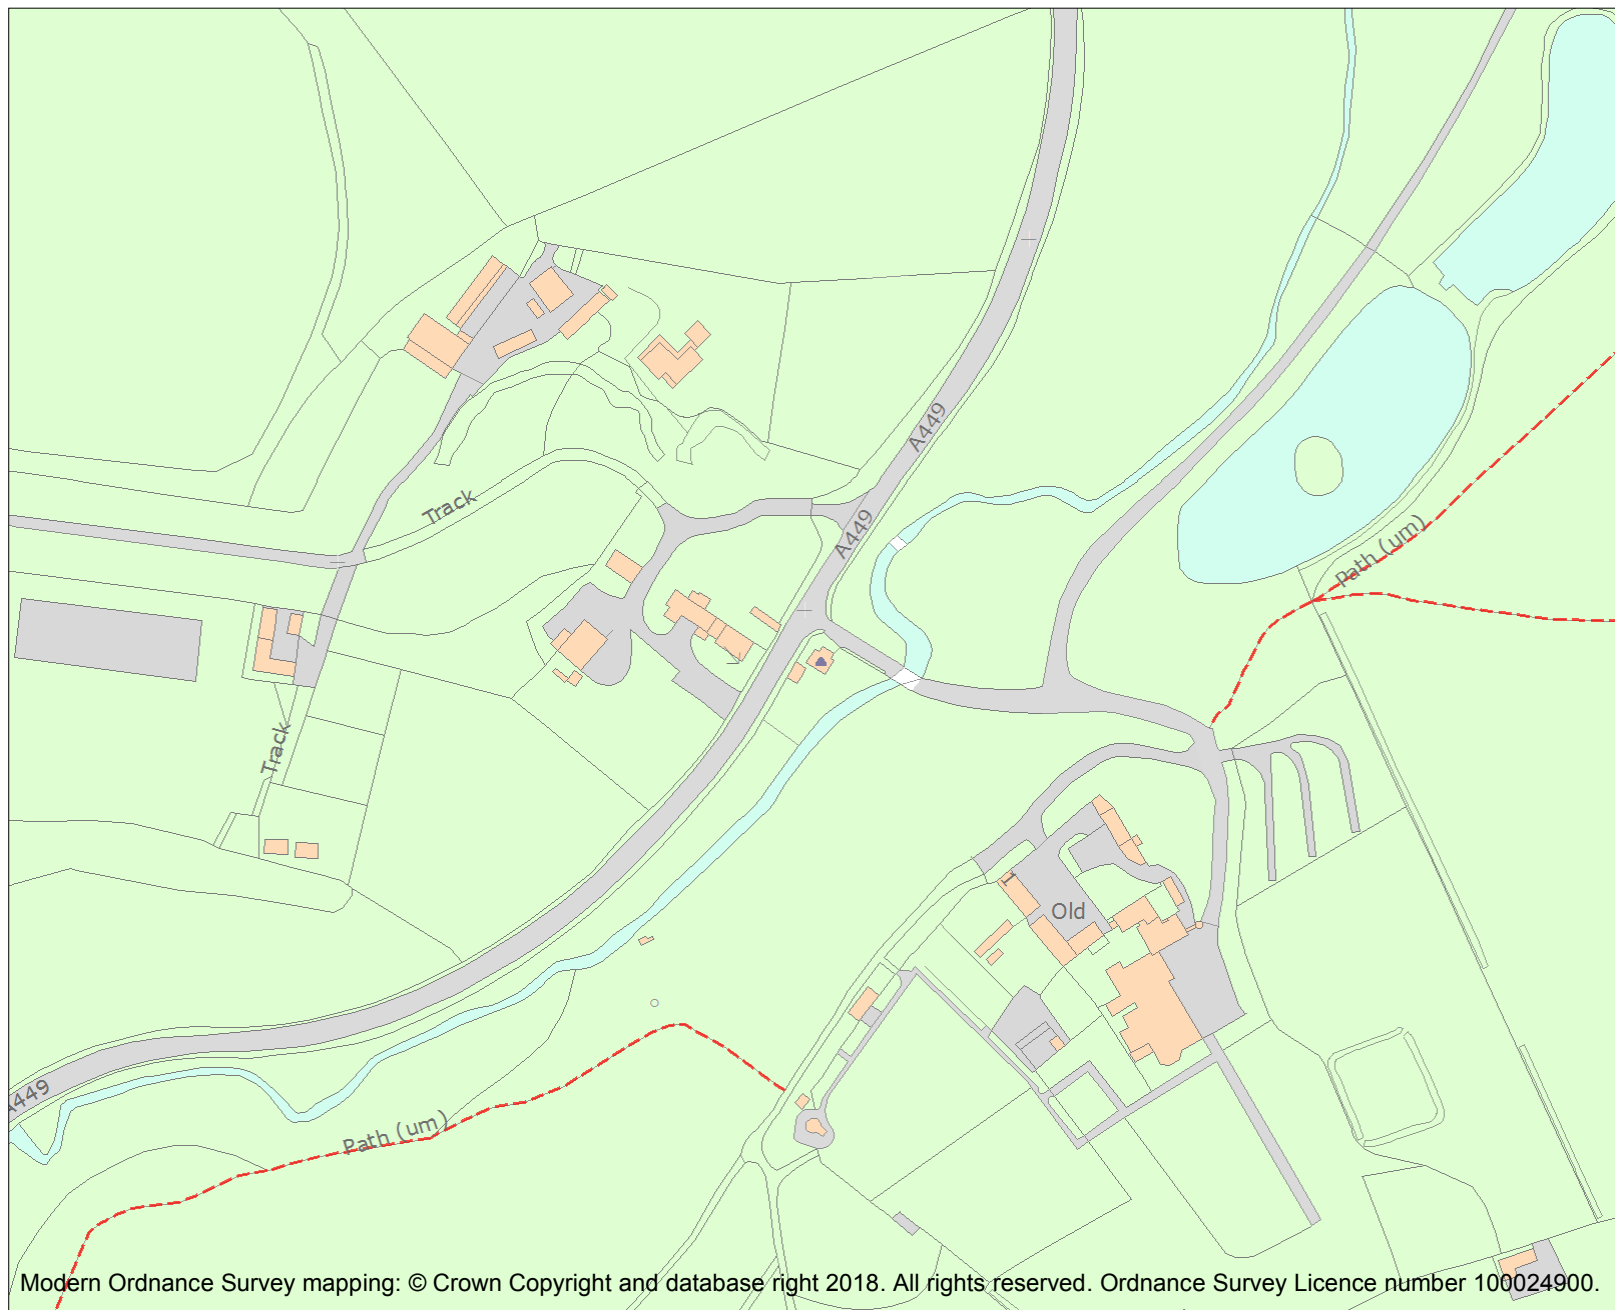 A449
Track
A449
Path (um)
Track
1
Old
A449
Path (um)
Modern Ordnance Survey mapping: © Crown Copyright and database right 2018. All rights reserved. Ordnance Survey Licence number 100024900.